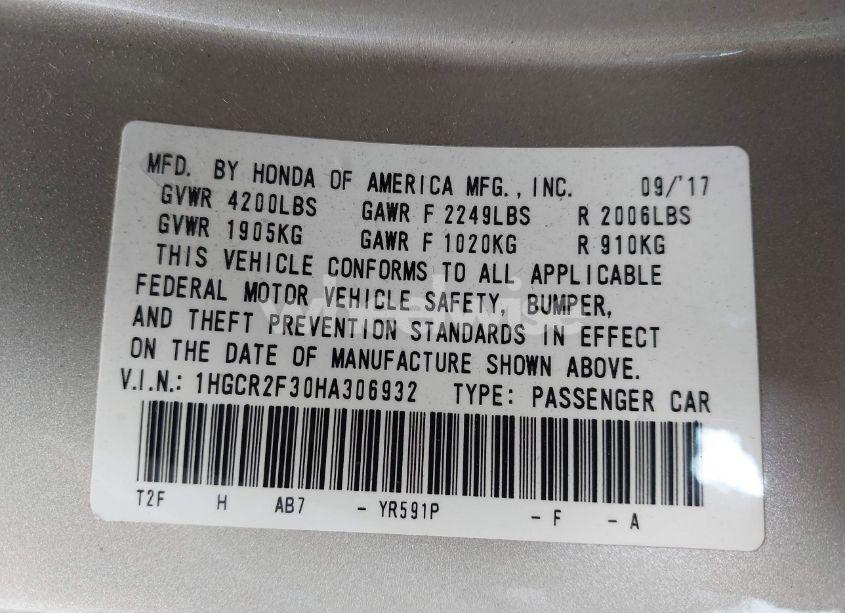 MFD. BY HONDA OF AMERICA MFG., INC. 09/'17
GVWR 4200LBS GAWR F 2249LBS R 2006LBS
GVWR 1905KG GAWR F 1020KG R 910KG
THIS VEHICLE CONFORMS TO ALL APPLICABLE
FEDERAL MOTOR VEHICLE SAFETY, BUMPER,
AND THEFT PREVENTION STANDARDS IN EFFECT
ON THE DATE OF MANUFACTURE SHOWN ABOVE.
V.I.N.: 1HGCR2F30HA306932 TYPE: PASSENGER CAR
T2F H AB7 - YR591P - F - A
wheelwise